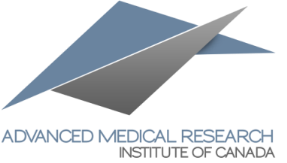 ADVANCED MEDICAL RESEARCH
INSTITUTE OF CANADA